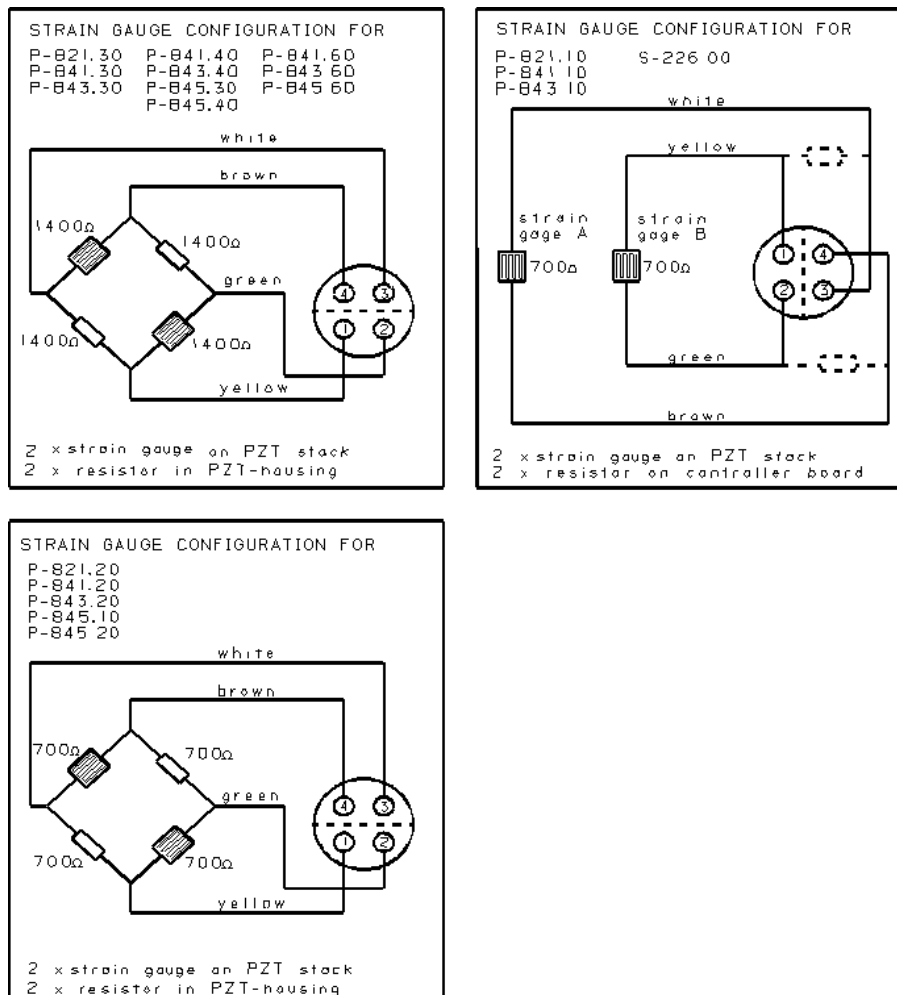 STRAIN GAUGE CONFIGURATION FOR
P-821.30 P-841.40 P-841.60
P-841.30 P-843.40 P-843 60
P-843.30 P-845.30 P-845 60
P-845.40
white
brown
1400Ω
1400Ω
green
4 3
1400Ω
1400Ω
1 2
yellow
2 x strain gauge on PZT stack
2 x resistor in PZT-housing
STRAIN GAUGE CONFIGURATION FOR
P-821.10 S-226 00
P-841 10
P-843 10
white
yellow
strain gage A
strain gage B
700Ω
700Ω
1 4
2 3
green
brown
2 x strain gauge on PZT stack
2 x resistor on controller board
STRAIN GAUGE CONFIGURATION FOR
P-821.20
P-841.20
P-843.20
P-845.10
P-845 20
white
brown
700Ω
700Ω
green
4 3
700Ω
700Ω
1 2
yellow
2 x strain gauge on PZT stack
2 x resistor in PZT-housing